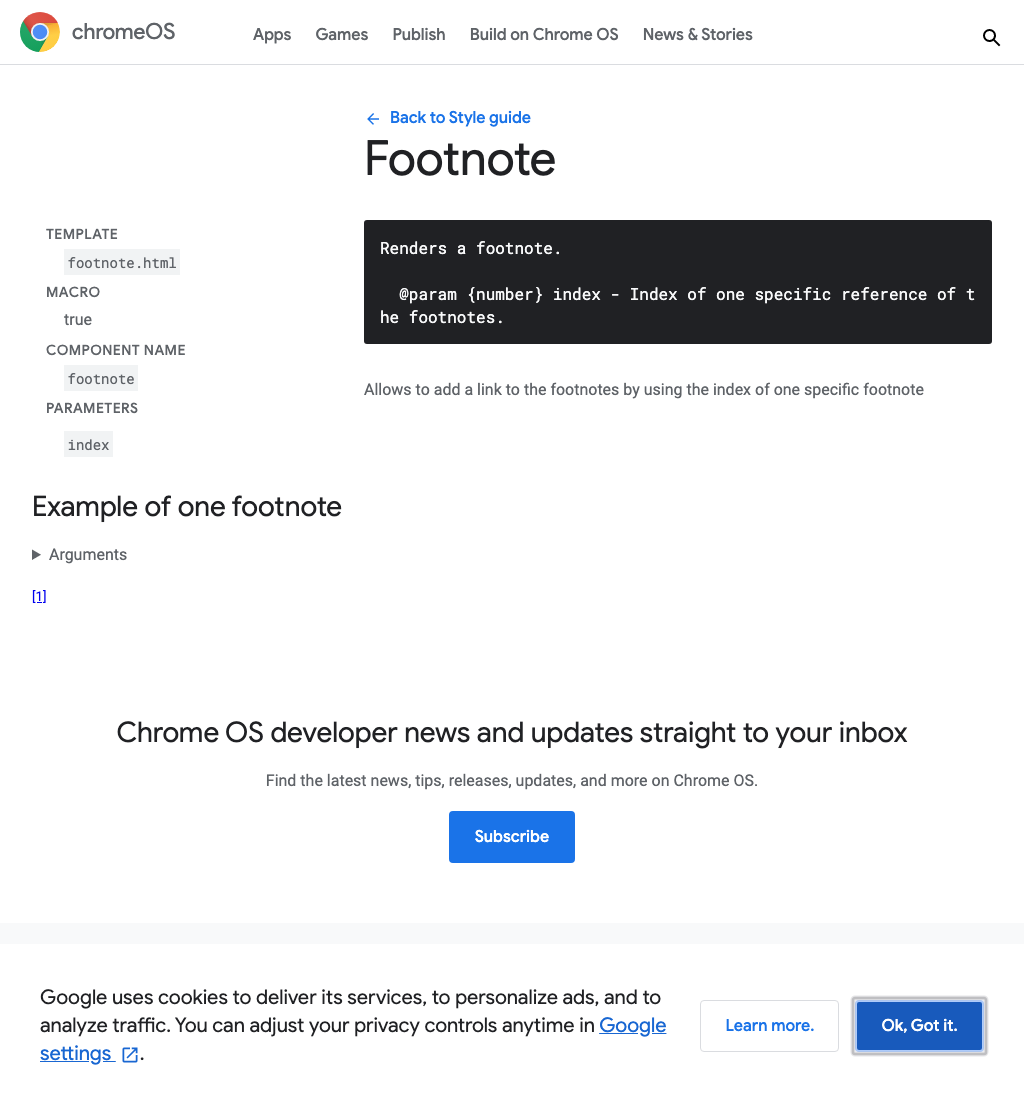 chromeOS
Apps Games Publish Build on Chrome OS News & Stories
Back to Style guide
Footnote
TEMPLATE
footnote.html
MACRO
true
COMPONENT NAME
footnote
PARAMETERS
index
Renders a footnote.
@param {number} index - Index of one specific reference of t
he footnotes.
Allows to add a link to the footnotes by using the index of one specific footnote
Example of one footnote
Arguments
[1]
Chrome OS developer news and updates straight to your inbox
Find the latest news, tips, releases, updates, and more on Chrome OS.
Subscribe
Google uses cookies to deliver its services, to personalize ads, and to
analyze traffic. You can adjust your privacy controls anytime in Google
settings .
Learn more.
Ok, Got it.